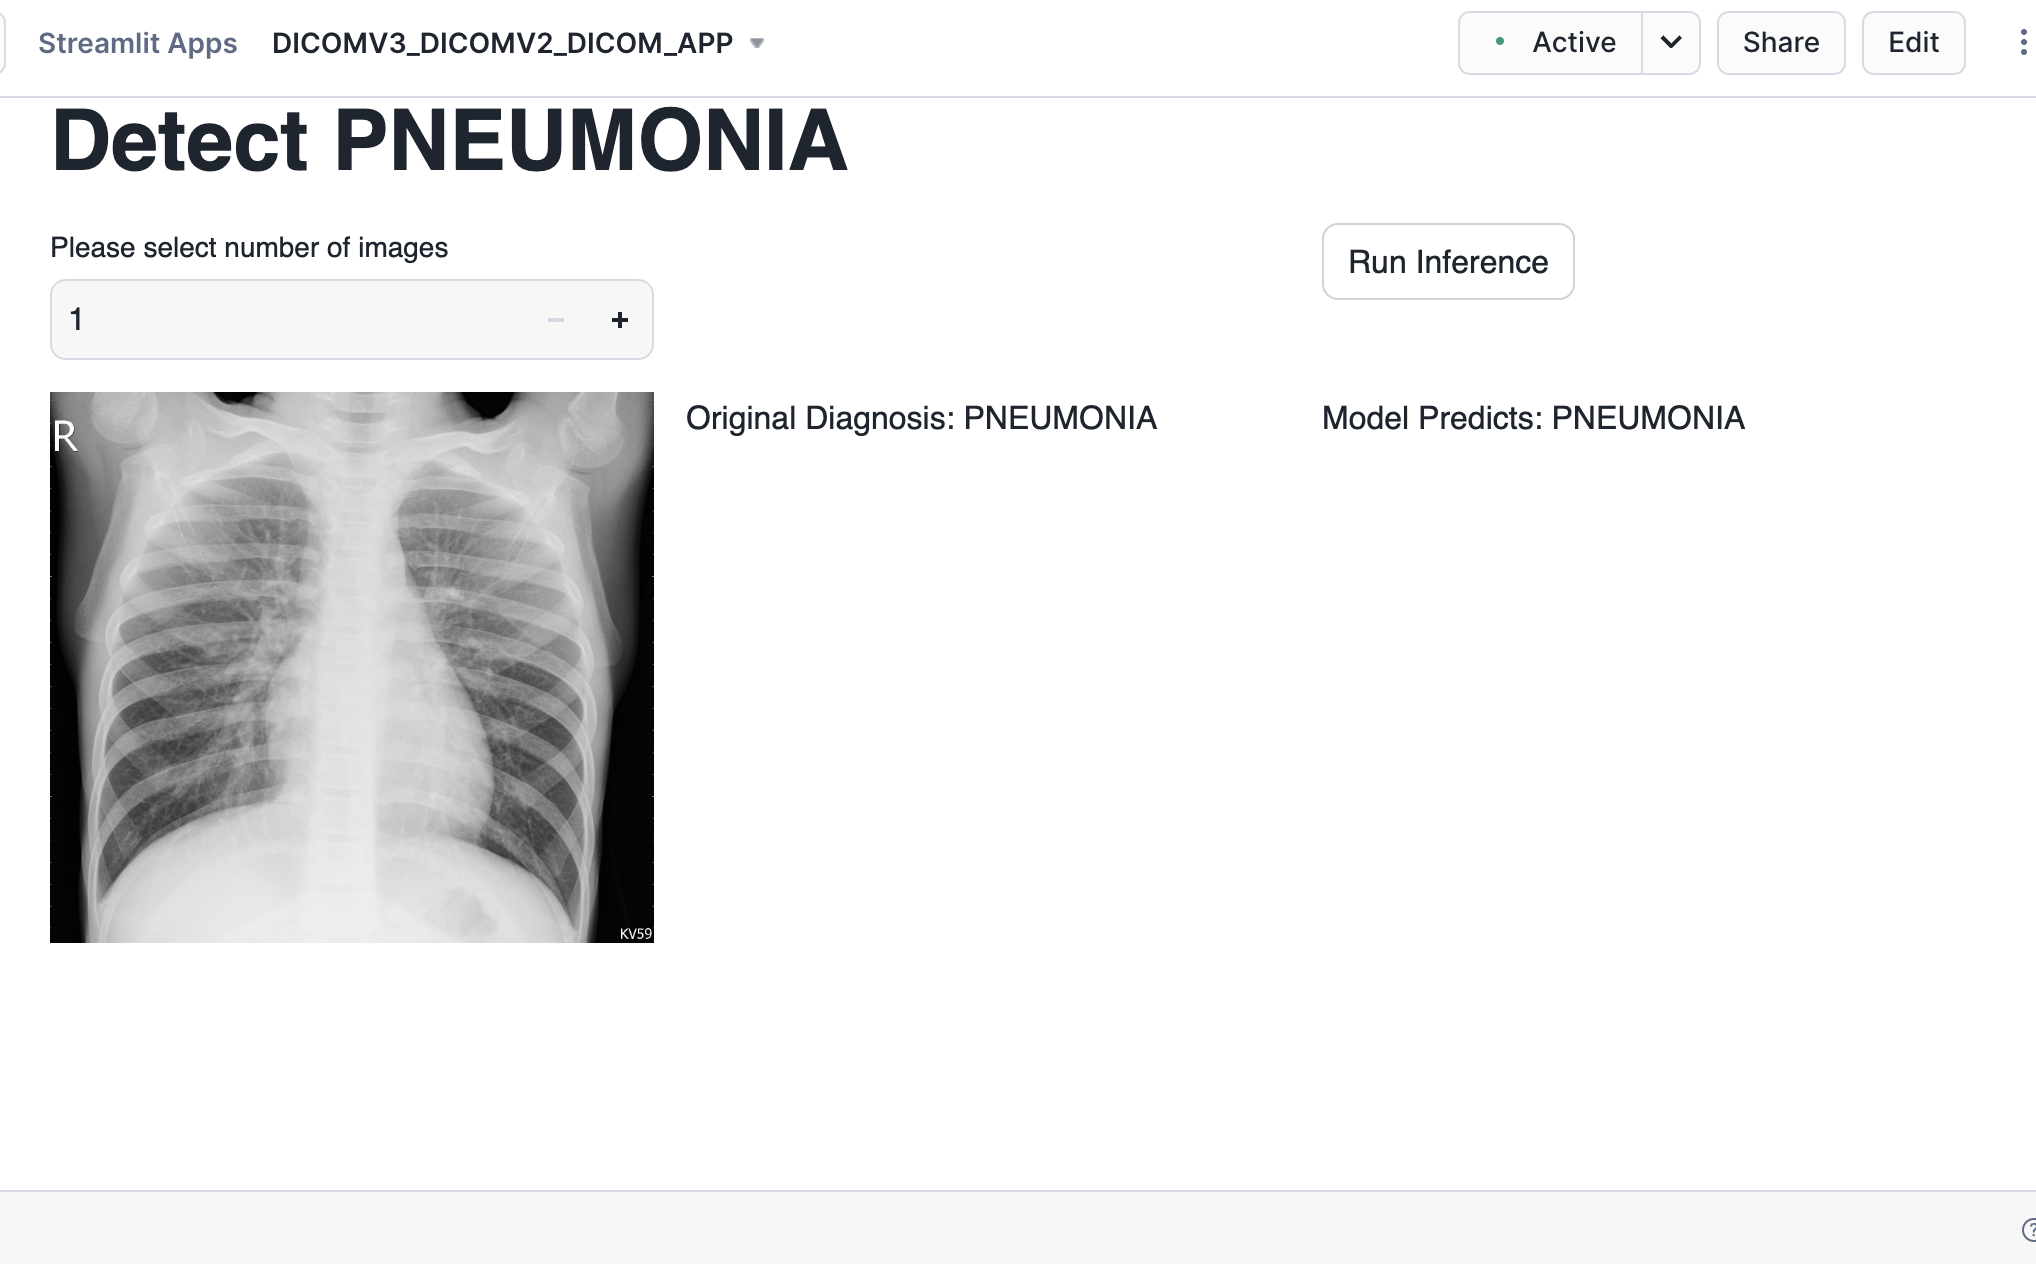 Streamlit Apps DICOMV3_DICOMV2_DICOM_APP
Active
Share
Edit
Detect PNEUMONIA
Please select number of images
1 − +
Run Inference
R
Original Diagnosis: PNEUMONIA
Model Predicts: PNEUMONIA
KV59